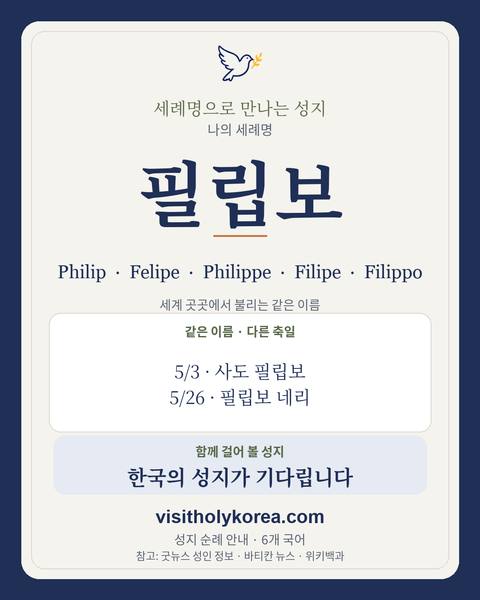 세례명으로 만나는 성지
나의 세례명
필립보
Philip · Felipe · Philippe · Filipe · Filippo
세계 곳곳에서 불리는 같은 이름
같은 이름 · 다른 축일
5/3 · 사도 필립보
5/26 · 필립보 네리
함께 걸어 볼 성지
한국의 성지가 기다립니다
visitholykorea.com
성지 순례 안내 · 6개 국어
참고: 굿뉴스 성인 정보 · 바티칸 뉴스 · 위키백과